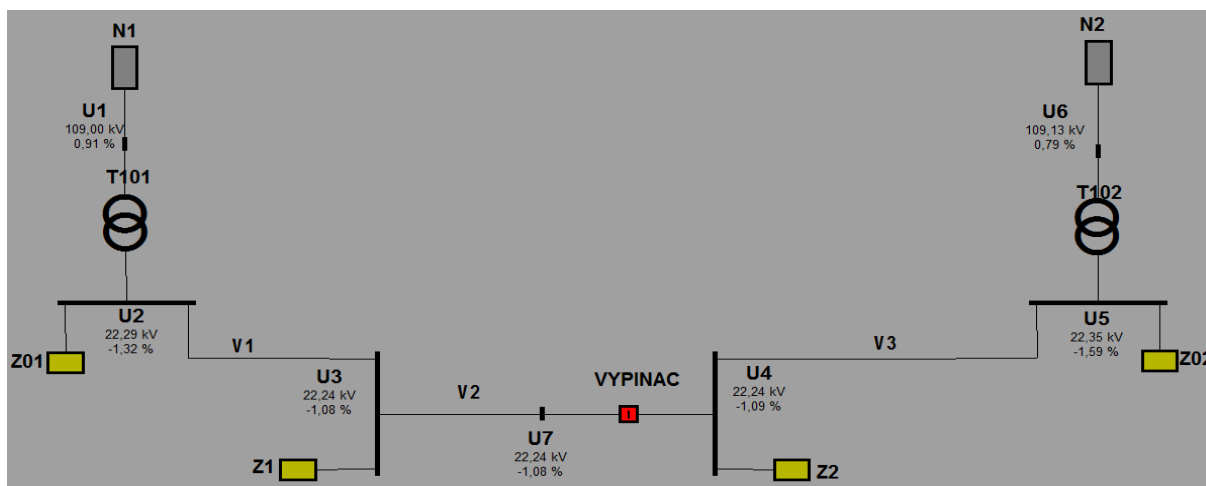 N1
N2
U1
109,00 kV
0,91 %
U6
109,13 kV
0,79 %
T101
T102
U2
22,29 kV
-1,32 %
U5
22,35 kV
-1,59 %
Z01
V1
V3
Z02
U3
22,24 kV
-1,08 %
V2
VYPINAC
U4
22,24 kV
-1,09 %
I
U7
22,24 kV
-1,08 %
Z1
Z2